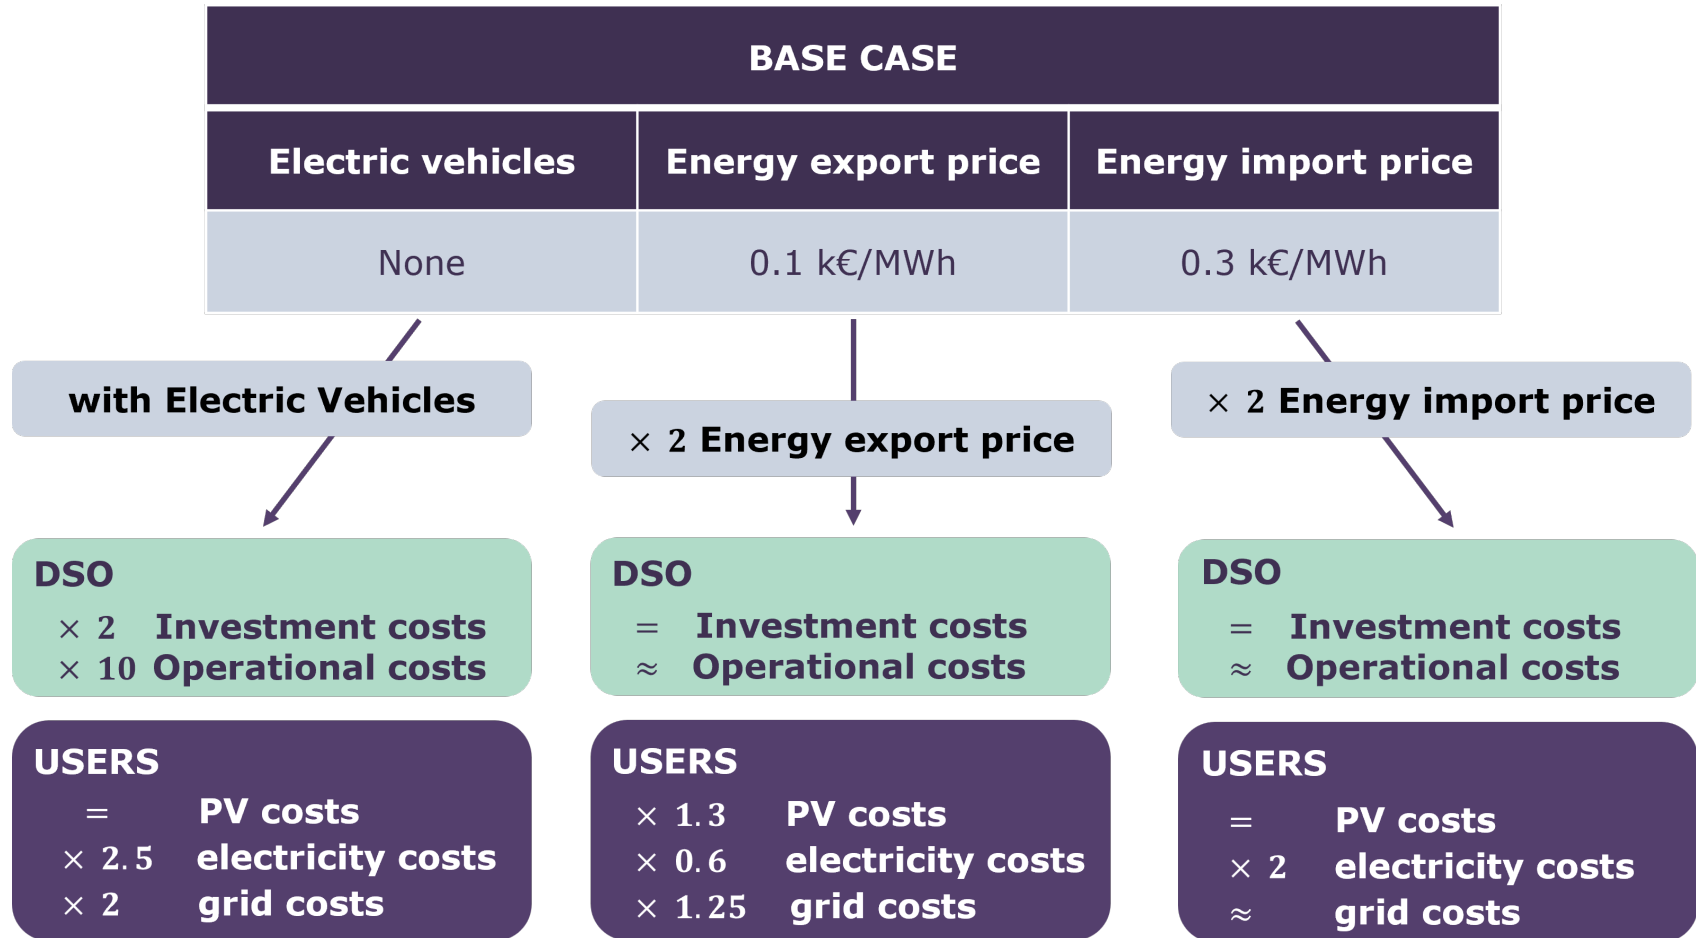 BASE CASE
Electric vehicles Energy export price Energy import price
None 0.1 k€/MWh 0.3 k€/MWh
with Electric Vehicles
× 2 Energy export price
× 2 Energy import price
DSO
× 2 Investment costs
× 10 Operational costs
DSO
= Investment costs
≈ Operational costs
DSO
= Investment costs
≈ Operational costs
USERS
= PV costs
× 2.5 electricity costs
× 2 grid costs
USERS
× 1.3 PV costs
× 0.6 electricity costs
× 1.25 grid costs
USERS
= PV costs
× 2 electricity costs
≈ grid costs